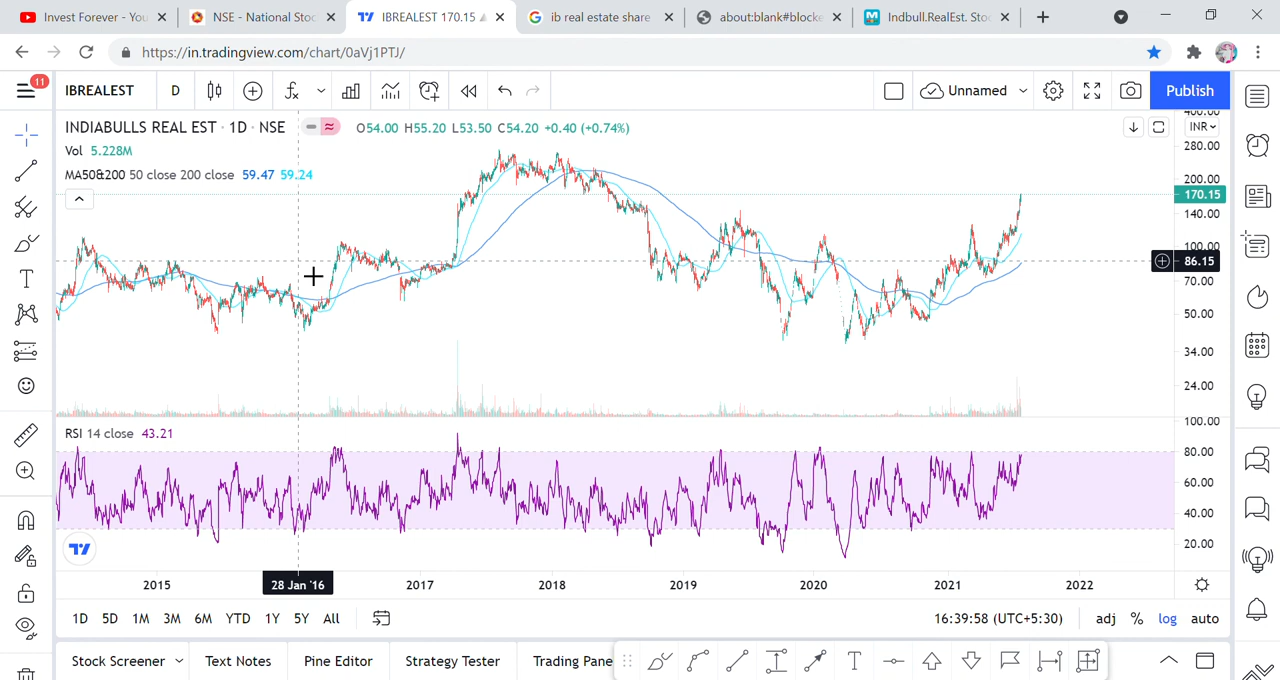 Invest Forever - You
NSE - National Stoc
IBREALEST 170.15
ib real estate share
about:blank#blocke
Indbull.RealEst. Sto
https://in.tradingview.com/chart/0aVj1PTJ/
11
IBREALEST
D
Unnamed
Publish
INDIABULLS REAL EST · 1D · NSE
O54.00 H55.20 L53.50 C54.20 +0.40 (+0.74%)
INR
Vol 5.228M
MA50&200 50 close 200 close 59.47 59.24
400.00
280.00
200.00
170.15
140.00
100.00
86.15
70.00
50.00
34.00
24.00
RSI 14 close 43.21
100.00
80.00
60.00
40.00
20.00
2015
28 Jan '16
2017
2018
2019
2020
2021
2022
1D 5D 1M 3M 6M YTD 1Y 5Y All
16:39:58 (UTC+5:30)
adj % log auto
Stock Screener
Text Notes
Pine Editor
Strategy Tester
Trading Pane